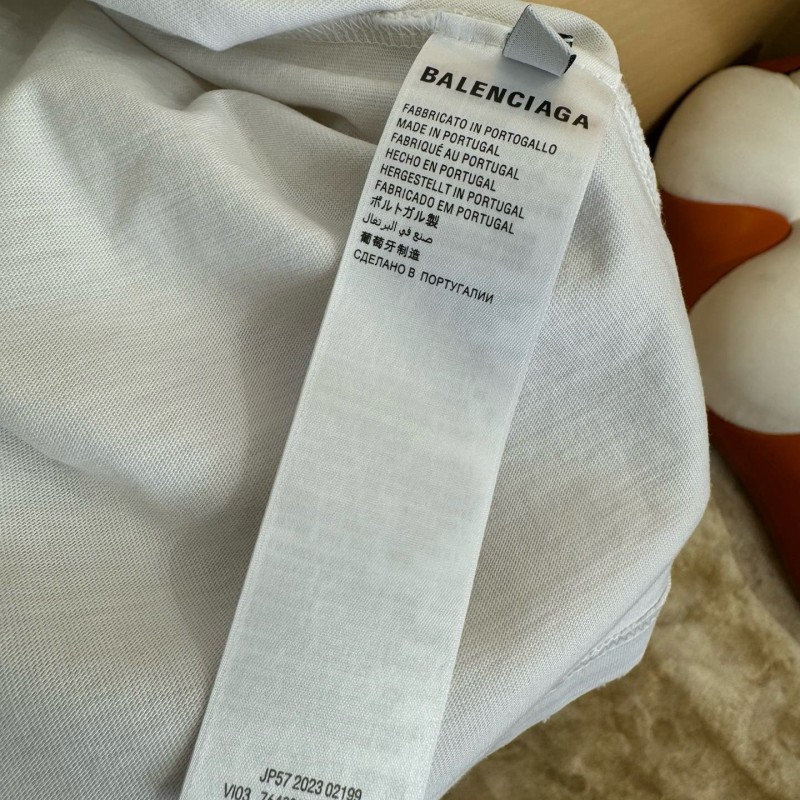 BALENCIAGA
FABBRICATO IN PORTOGALLO
MADE IN PORTUGAL
FABRIQUÉ AU PORTUGAL
HECHO EN PORTUGAL
HERGESTELLT IN PORTUGAL
FABRICADO EM PORTUGAL
ポルトガル製
صنع في البرتغال
葡萄牙制造
СДЕЛАНО В ПОРТУГАЛИИ
JP57 2023 02199
VI03